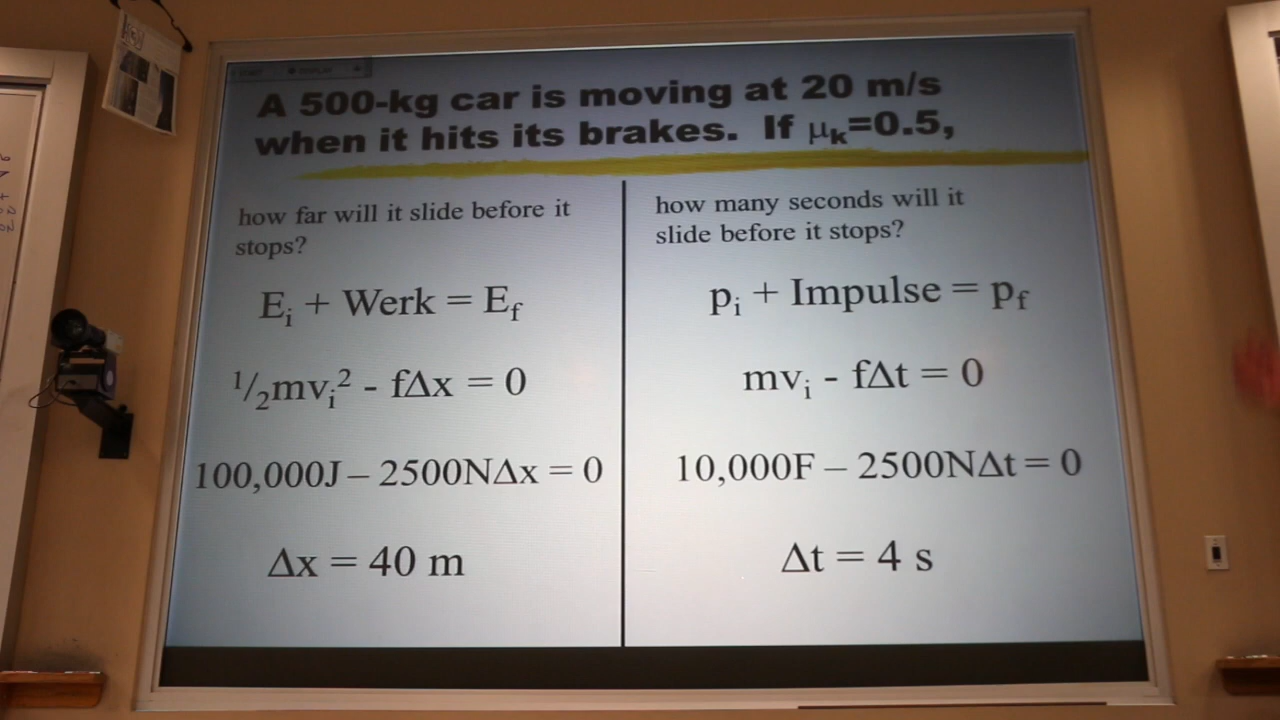 A 500-kg car is moving at 20 m/s
when it hits its brakes. If μₖ=0.5,
how far will it slide before it
stops?
Eᵢ + Werk = E_f
¹/₂mvᵢ² - fΔx = 0
100,000J – 2500NΔx = 0
Δx = 40 m
how many seconds will it
slide before it stops?
pᵢ + Impulse = p_f
mvᵢ - fΔt = 0
10,000F – 2500NΔt = 0
Δt = 4 s